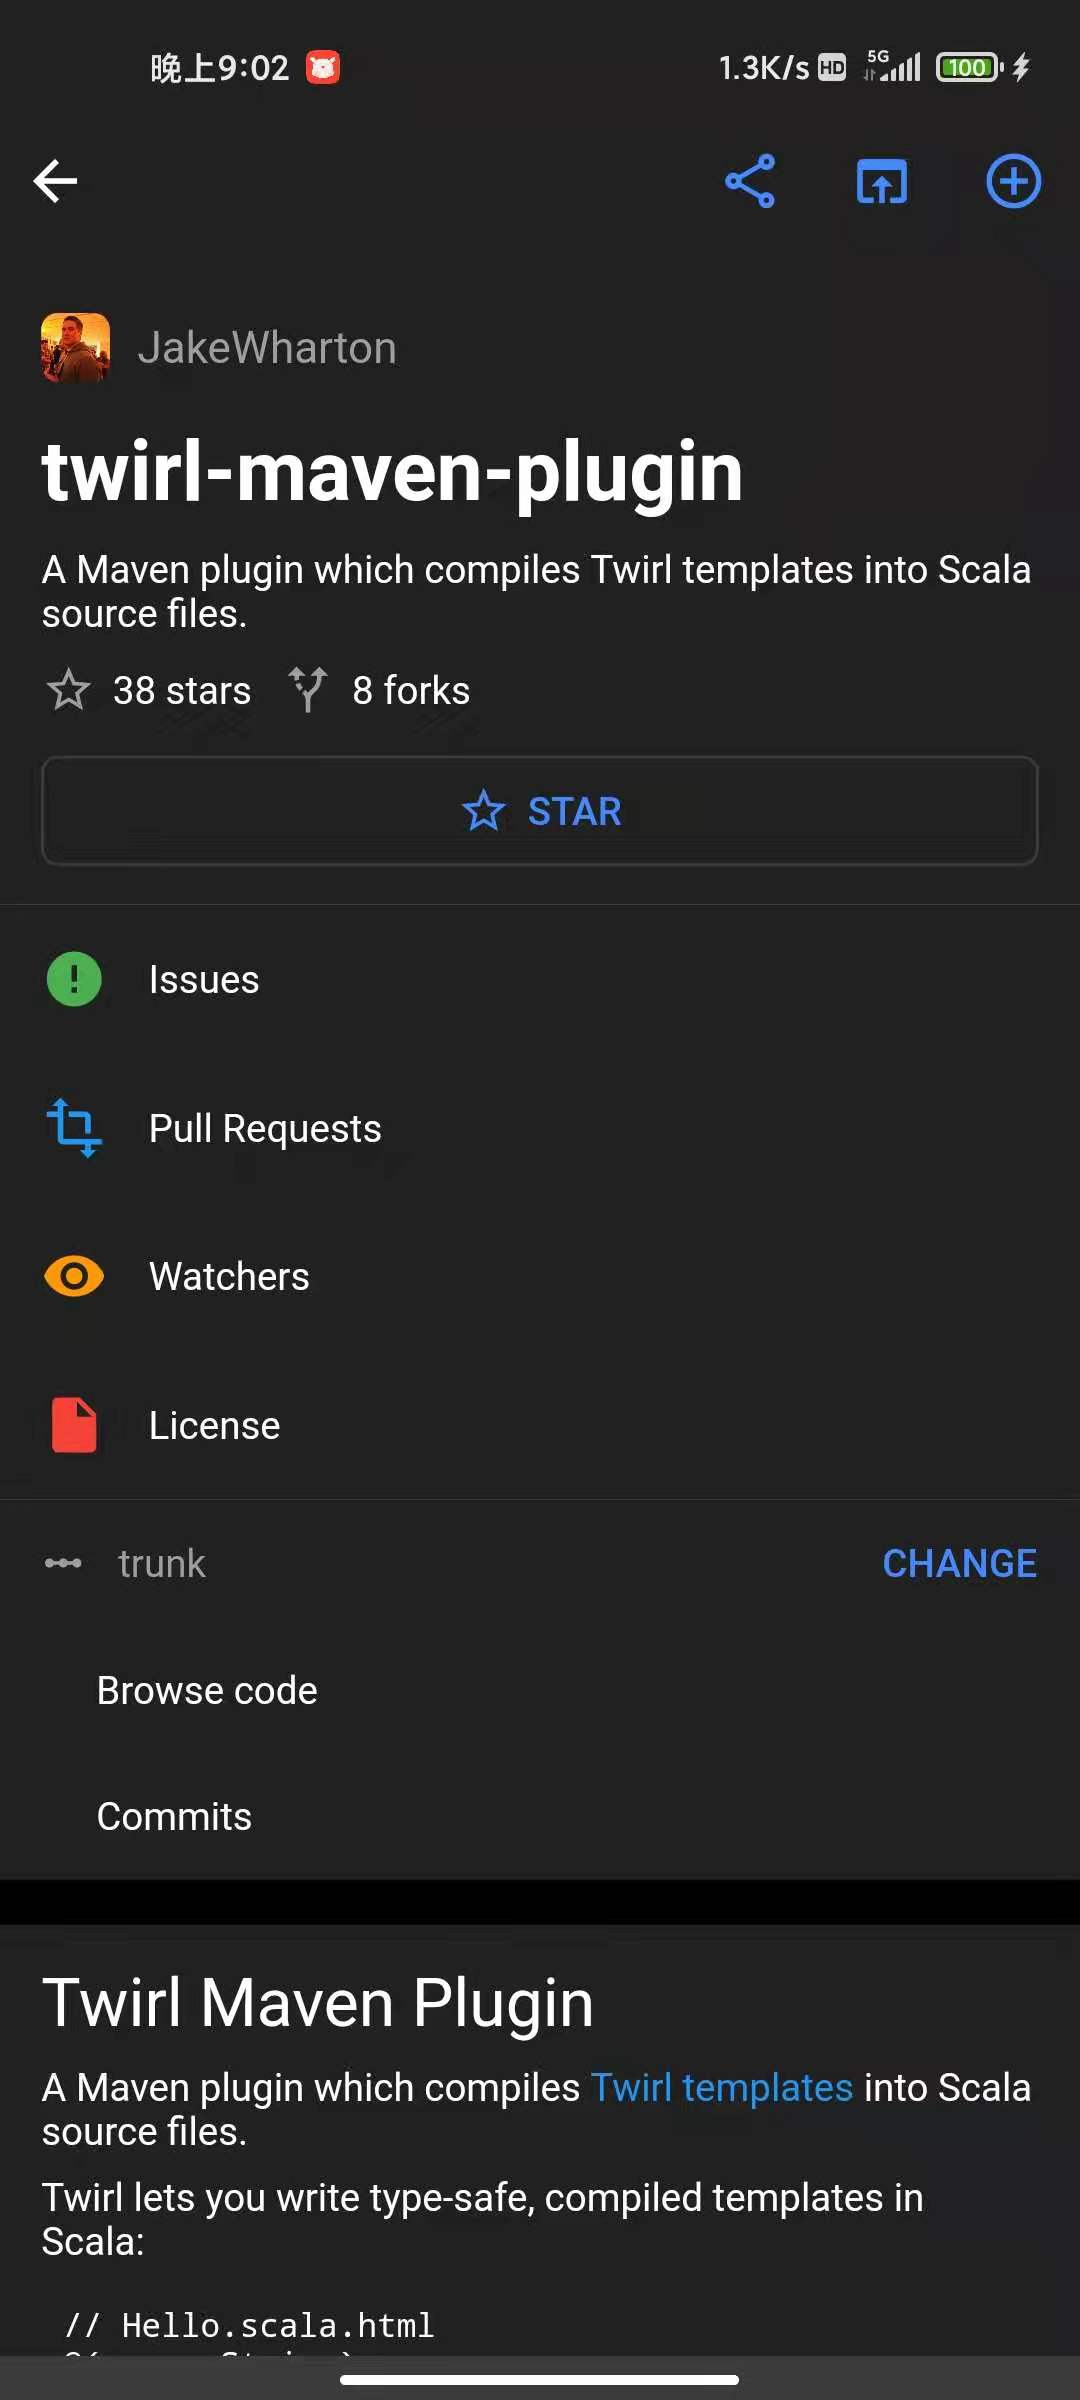 晚上9:02
1.3K/s HD 5G 100
JakeWharton
twirl-maven-plugin
A Maven plugin which compiles Twirl templates into Scala
source files.
38 stars 8 forks
STAR
Issues
Pull Requests
Watchers
License
trunk CHANGE
Browse code
Commits
Twirl Maven Plugin
A Maven plugin which compiles Twirl templates into Scala
source files.
Twirl lets you write type-safe, compiled templates in
Scala:
// Hello.scala.html